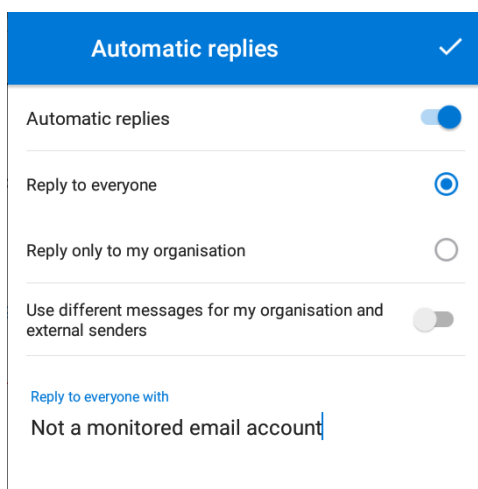 Automatic replies
Automatic replies
Reply to everyone
Reply only to my organisation
Use different messages for my organisation and
external senders
Reply to everyone with
Not a monitored email account